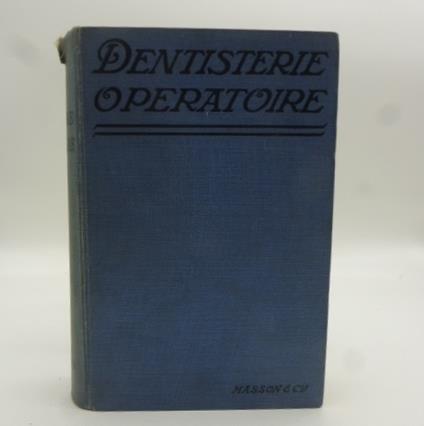 DENTISTERIE
OPERATOIRE
MASSON & Cie